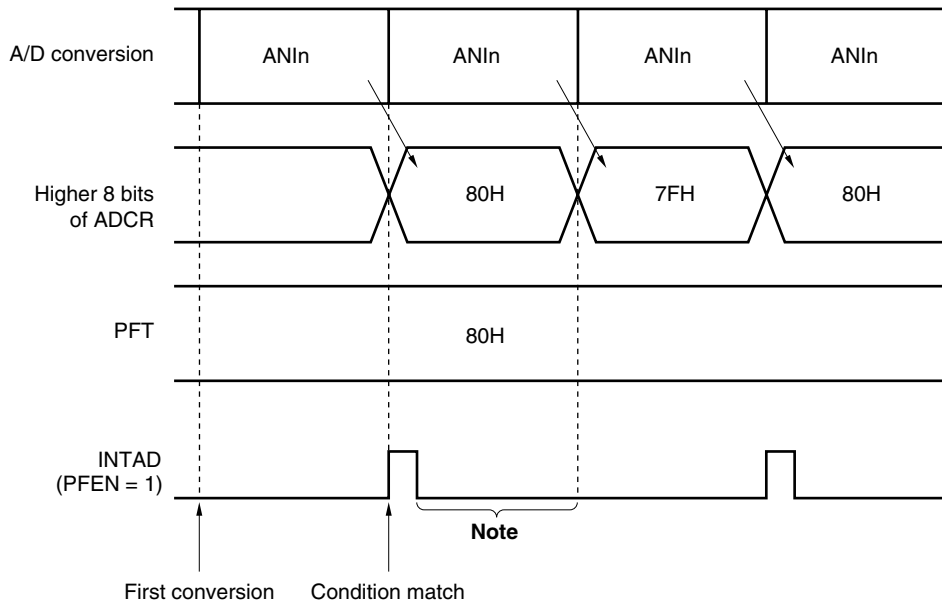 A/D conversion
ANIn
ANIn
ANIn
ANIn
Higher 8 bits
of ADCR
80H
7FH
80H
PFT
80H
INTAD
(PFEN = 1)
Note
First conversion
Condition match